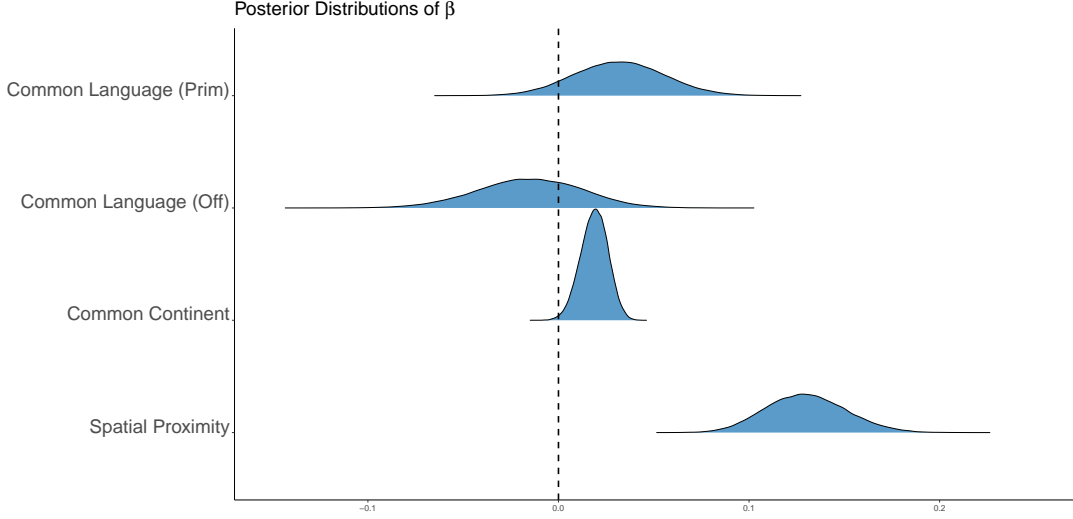 Posterior Distributions of β
Common Language (Prim)
Common Language (Off)
Common Continent
Spatial Proximity
−0.1 0.0 0.1 0.2